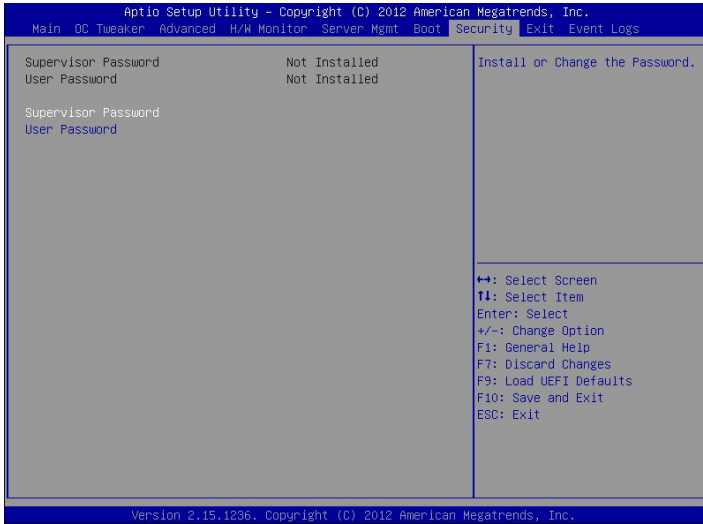 Aptio Setup Utility – Copyright (C) 2012 American Megatrends, Inc.
Main OC Tweaker Advanced H/W Monitor Server Mgmt Boot Security Exit Event Logs
Supervisor Password Not Installed
User Password Not Installed
Supervisor Password
User Password
Install or Change the Password.
↔: Select Screen
↑↓: Select Item
Enter: Select
+/-: Change Option
F1: General Help
F7: Discard Changes
F9: Load UEFI Defaults
F10: Save and Exit
ESC: Exit
Version 2.15.1236. Copyright (C) 2012 American Megatrends, Inc.